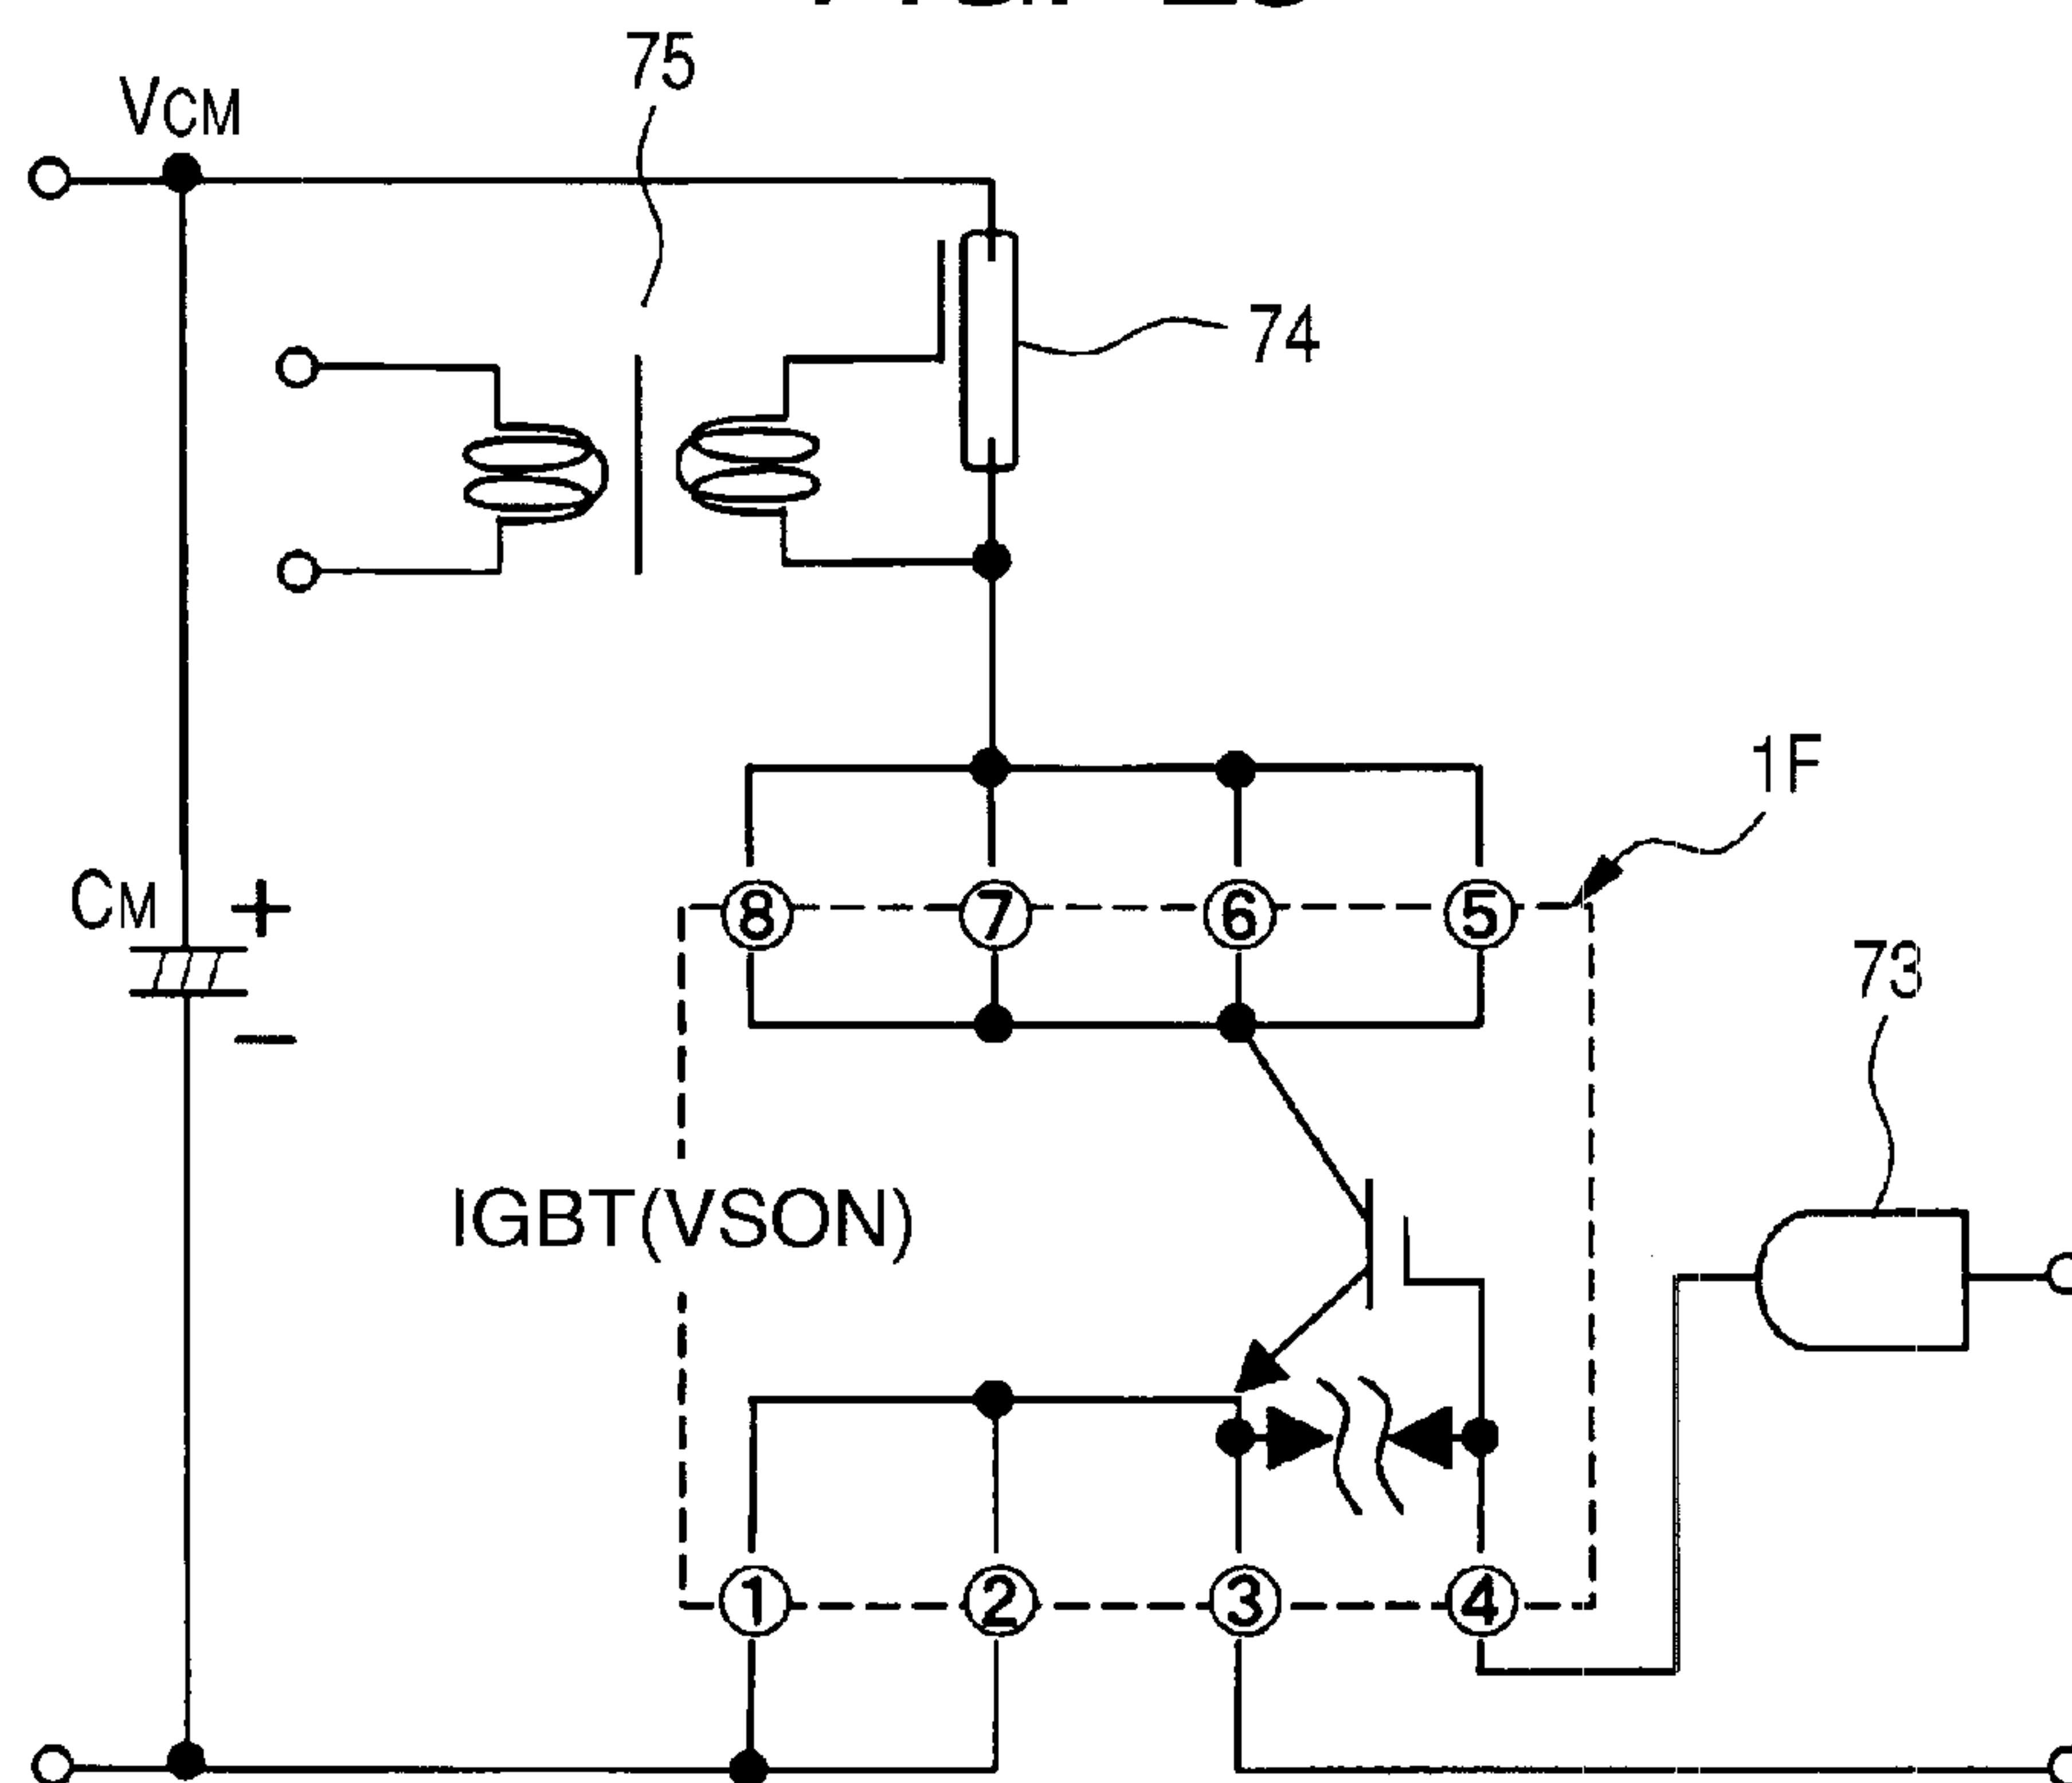 75
VCM
74
1F
CM +
⑧ ⑦ ⑥ ⑤
73
−
IGBT(VSON)
① ② ③ ④